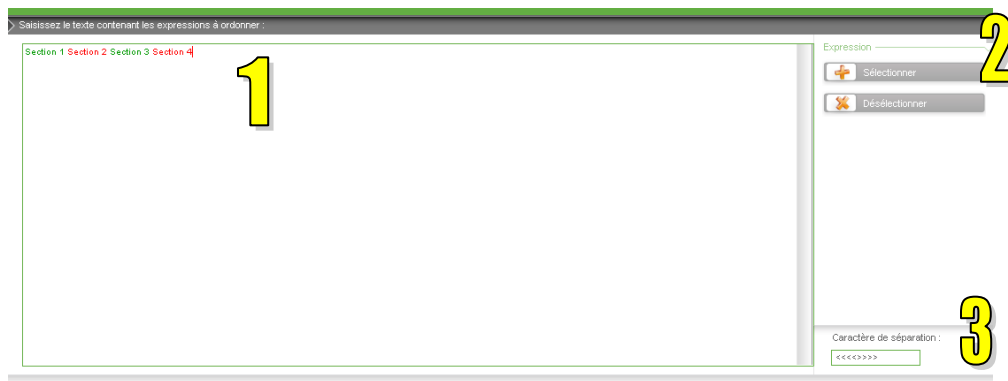 Saisissez le texte contenant les expressions à ordonner :
2
Section 1 Section 2 Section 3 Section 4
1
Expression
Sélectionner
Désélectionner
3
Caractère de séparation :
<<<<>>>>